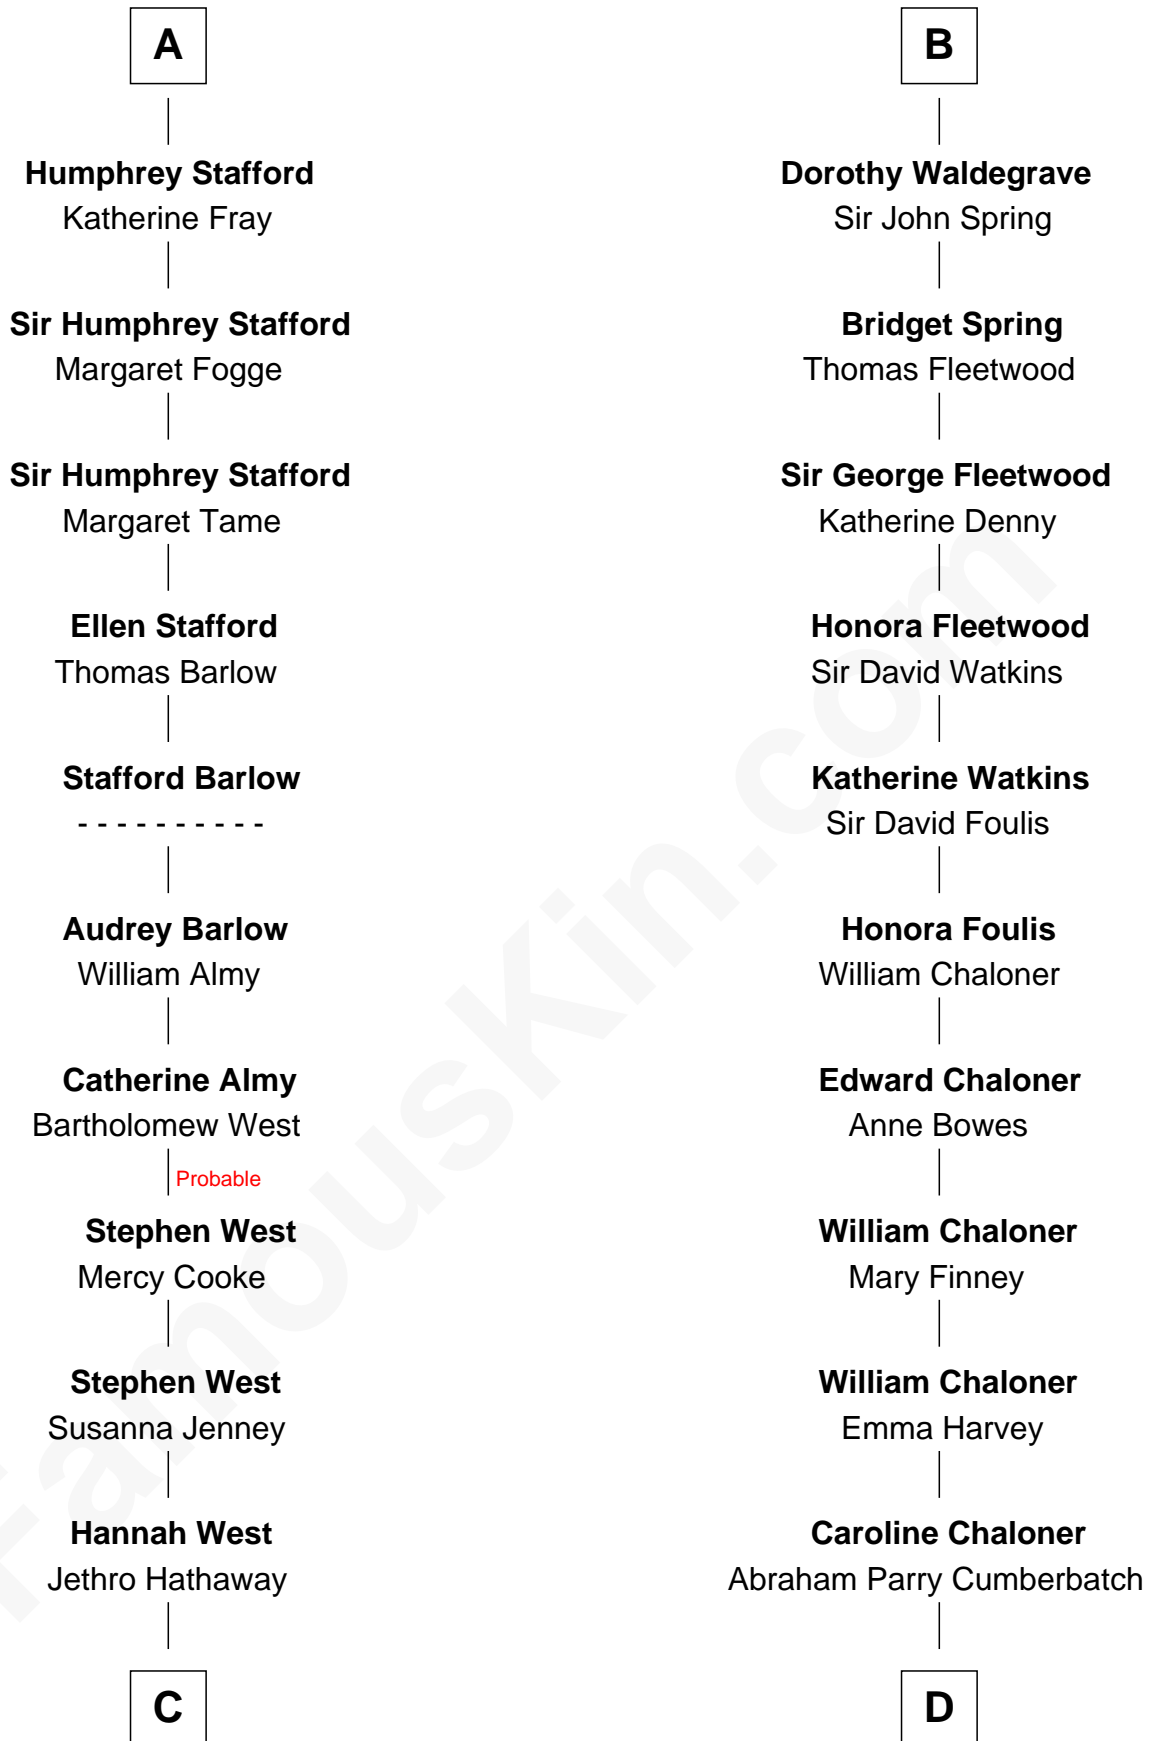 A
Humphrey Stafford
Katherine Fray
Sir Humphrey Stafford
Margaret Fogge
Sir Humphrey Stafford
Margaret Tame
Ellen Stafford
Thomas Barlow
Stafford Barlow
- - - - - - - - - -
Audrey Barlow
William Almy
Catherine Almy
Bartholomew West
Probable
Stephen West
Mercy Cooke
Stephen West
Susanna Jenney
Hannah West
Jethro Hathaway
C
B
Dorothy Waldegrave
Sir John Spring
Bridget Spring
Thomas Fleetwood
Sir George Fleetwood
Katherine Denny
Honora Fleetwood
Sir David Watkins
Katherine Watkins
Sir David Foulis
Honora Foulis
William Chaloner
Edward Chaloner
Anne Bowes
William Chaloner
Mary Finney
William Chaloner
Emma Harvey
Caroline Chaloner
Abraham Parry Cumberbatch
D
FamousKin.com